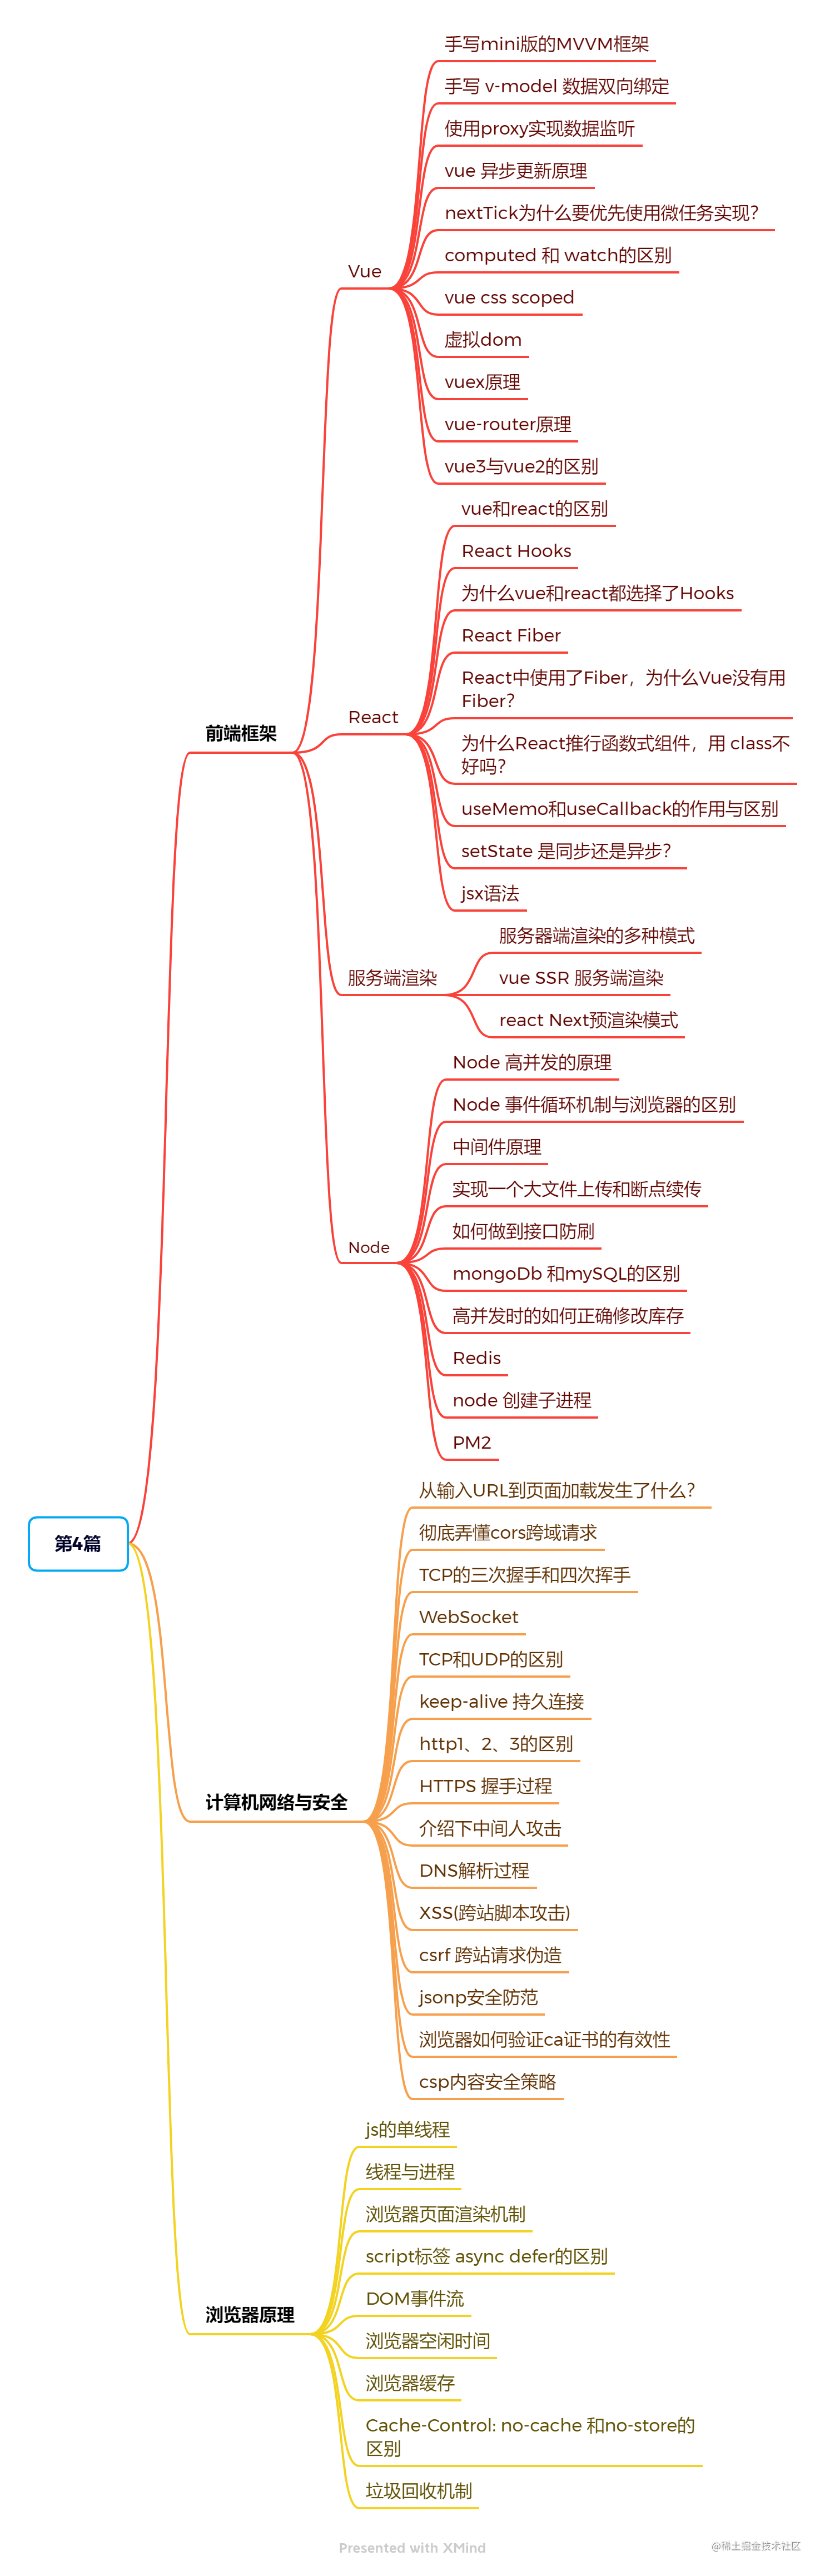 手写mini版的MVVM框架
手写 v-model 数据双向绑定
使用proxy实现数据监听
vue 异步更新原理
nextTick为什么要优先使用微任务实现？
computed 和 watch的区别
Vue
vue css scoped
虚拟dom
vuex原理
vue-router原理
vue3与vue2的区别
vue和react的区别
React Hooks
为什么vue和react都选择了Hooks
React Fiber
React中使用了Fiber，为什么Vue没有用
Fiber？
React
前端框架
为什么React推行函数式组件，用 class不
好吗？
useMemo和useCallback的作用与区别
setState 是同步还是异步？
jsx语法
服务器端渲染的多种模式
服务端渲染
vue SSR 服务端渲染
react Next预渲染模式
Node 高并发的原理
Node 事件循环机制与浏览器的区别
中间件原理
实现一个大文件上传和断点续传
如何做到接口防刷
Node
mongoDb 和mySQL的区别
高并发时的如何正确修改库存
Redis
node 创建子进程
PM2
从输入URL到页面加载发生了什么？
彻底弄懂cors跨域请求
第4篇
TCP的三次握手和四次挥手
WebSocket
TCP和UDP的区别
keep-alive 持久连接
http1、2、3的区别
HTTPS 握手过程
计算机网络与安全
介绍下中间人攻击
DNS解析过程
XSS(跨站脚本攻击)
csrf 跨站请求伪造
jsonp安全防范
浏览器如何验证ca证书的有效性
csp内容安全策略
js的单线程
线程与进程
浏览器页面渲染机制
script标签 async defer的区别
DOM事件流
浏览器原理
浏览器空闲时间
浏览器缓存
Cache-Control: no-cache 和no-store的
区别
垃圾回收机制
Presented with XMind
@稀土掘金技术社区